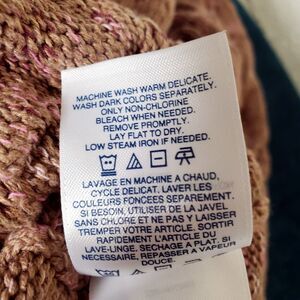 MACHINE WASH WARM DELICATE.
WASH DARK COLORS SEPARATELY.
ONLY NON-CHLORINE
BLEACH WHEN NEEDED.
REMOVE PROMPTLY.
LAY FLAT TO DRY.
LOW STEAM IRON IF NEEDED.
LAVAGE EN MACHINE A CHAUD,
CYCLE DELICAT. LAVER LES
COULEURS FONCEES SEPAREMENT.
SI BESOIN, UTILISER DE LA JAVEL
SANS CHLORE ET NE PAS Y LAISSER
TREMPER VOTRE ARTICLE. SORTIR
RAPIDEMENT L'ARTICLE DU
LAVE-LINGE. SECHAGE A PLAT. SI
NECESSAIRE, REPASSER A VAPEUR
DOUCE.